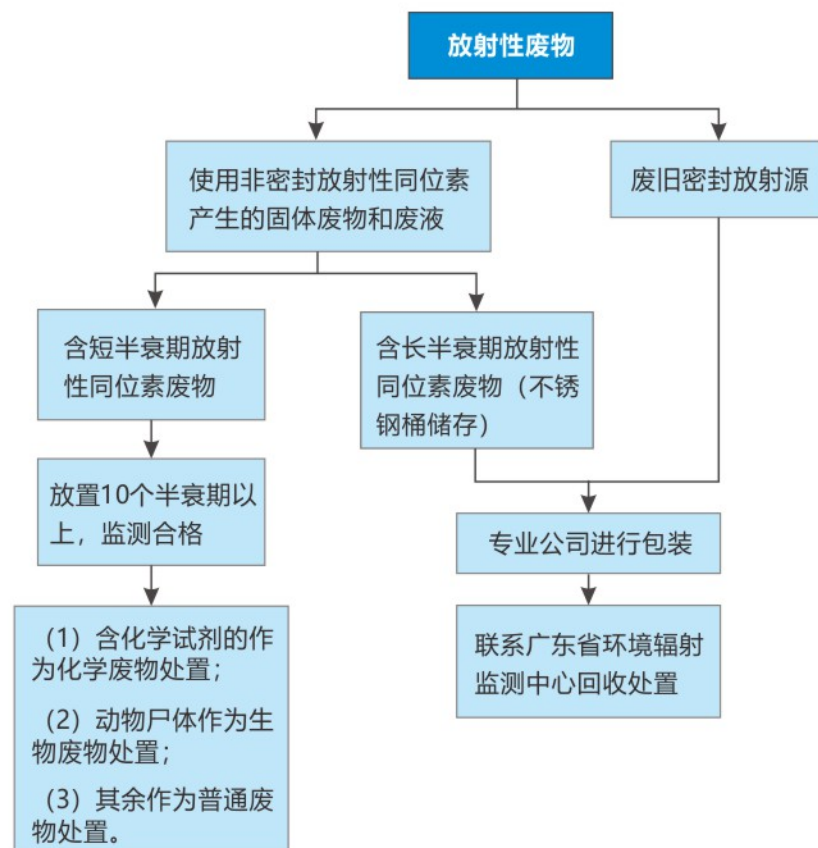 放射性废物
使用非密封放射性同位素
产生的固体废物和废液
废旧密封放射源
含短半衰期放射
性同位素废物
含长半衰期放射性
同位素废物（不锈
钢桶储存）
放置10个半衰期以
上，监测合格
专业公司进行包装
（1）含化学试剂的作
为化学废物处置；
（2）动物尸体作为生
物废物处置；
（3）其余作为普通废
物处置。
联系广东省环境辐射
监测中心回收处置